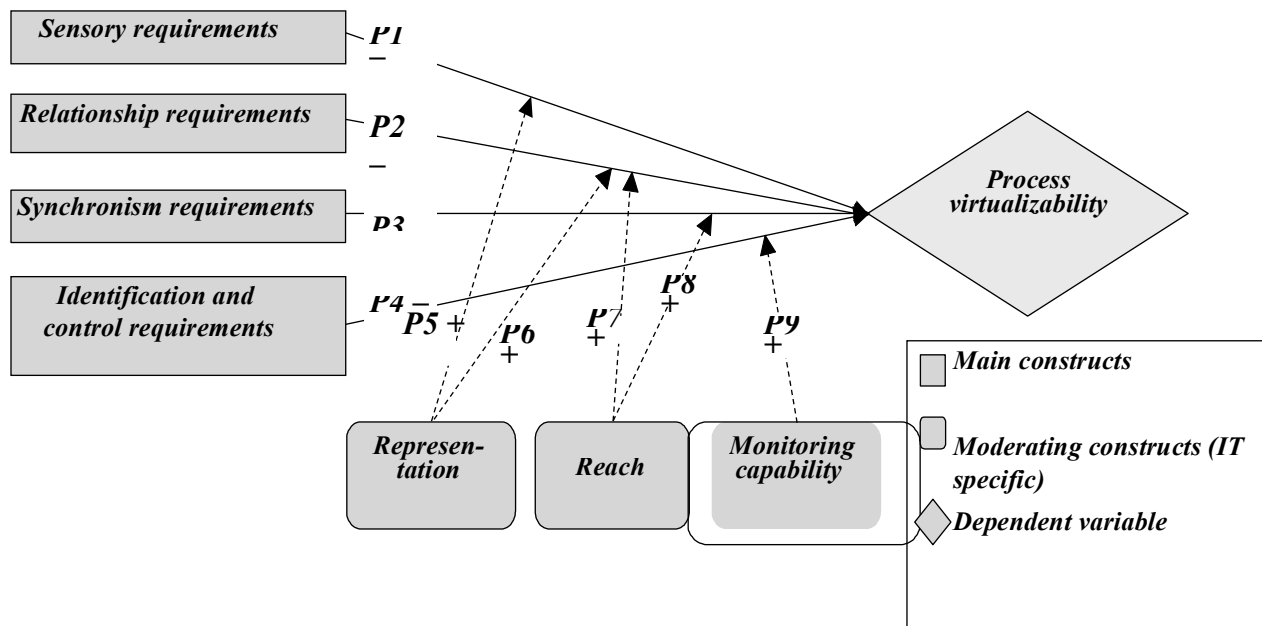 Sensory requirements
P1
–
Relationship requirements
P2
–
Synchronism requirements
P3
Identification and
control requirements
P4 –
P5 +
P6
+
P7
+
P8
+
P9
+
Process
virtualizability
Represen-
tation
Reach
Monitoring
capability
Main constructs
Moderating constructs (IT
specific)
Dependent variable